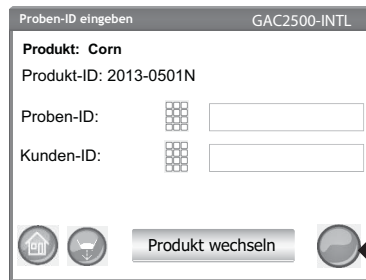 Proben-ID eingeben GAC2500-INTL
Produkt: Corn
Produkt-ID: 2013-0501N
Proben-ID:
Kunden-ID:
Produkt wechseln